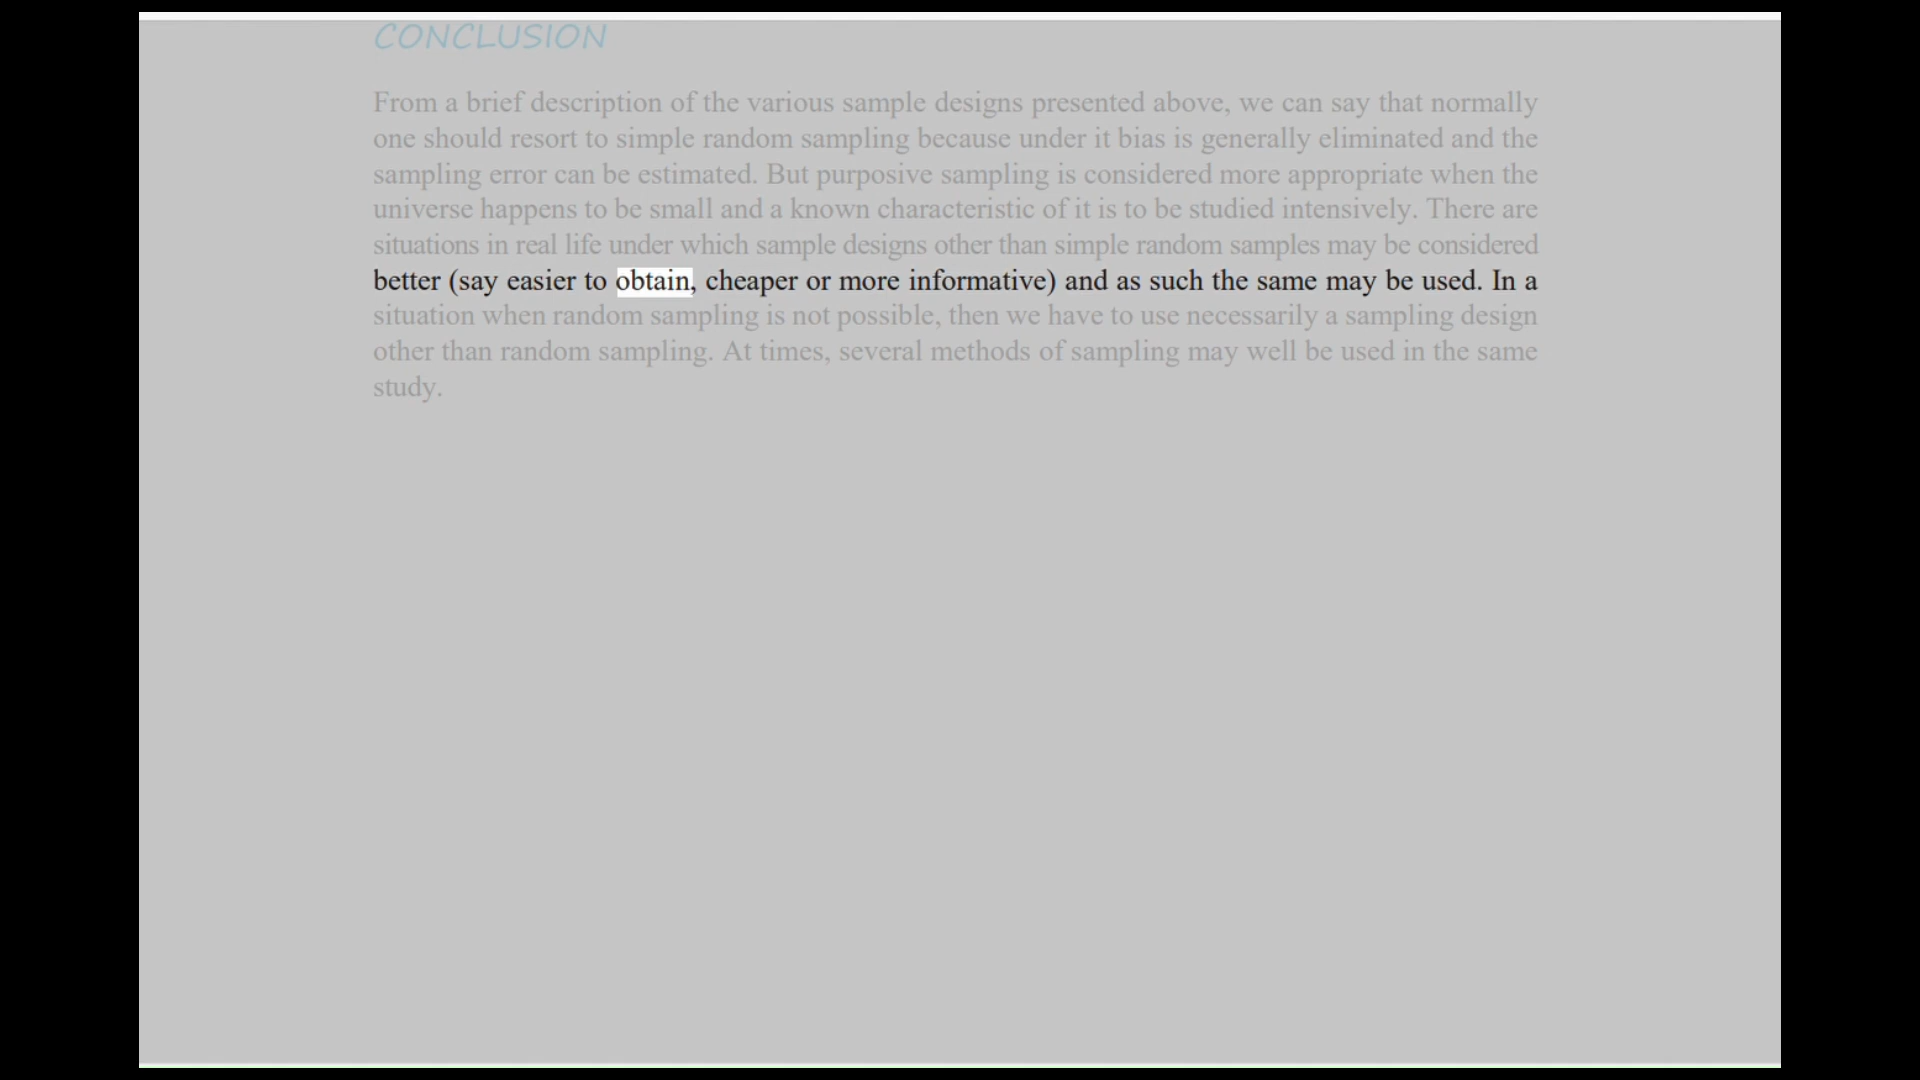 CONCLUSION
From a brief description of the various sample designs presented above, we can say that normally
one should resort to simple random sampling because under it bias is generally eliminated and the
sampling error can be estimated. But purposive sampling is considered more appropriate when the
universe happens to be small and a known characteristic of it is to be studied intensively. There are
situations in real life under which sample designs other than simple random samples may be considered
better (say easier to obtain, cheaper or more informative) and as such the same may be used. In a
situation when random sampling is not possible, then we have to use necessarily a sampling design
other than random sampling. At times, several methods of sampling may well be used in the same
study.